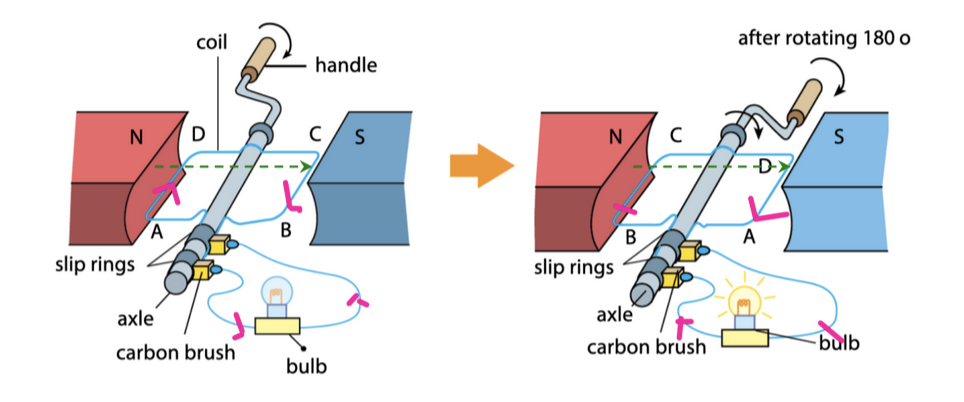 coil
handle
N
D
C
S
A
B
slip rings
axle
carbon brush
bulb
after rotating 180 o
N
C
S
D
B
A
slip rings
axle
carbon brush
bulb